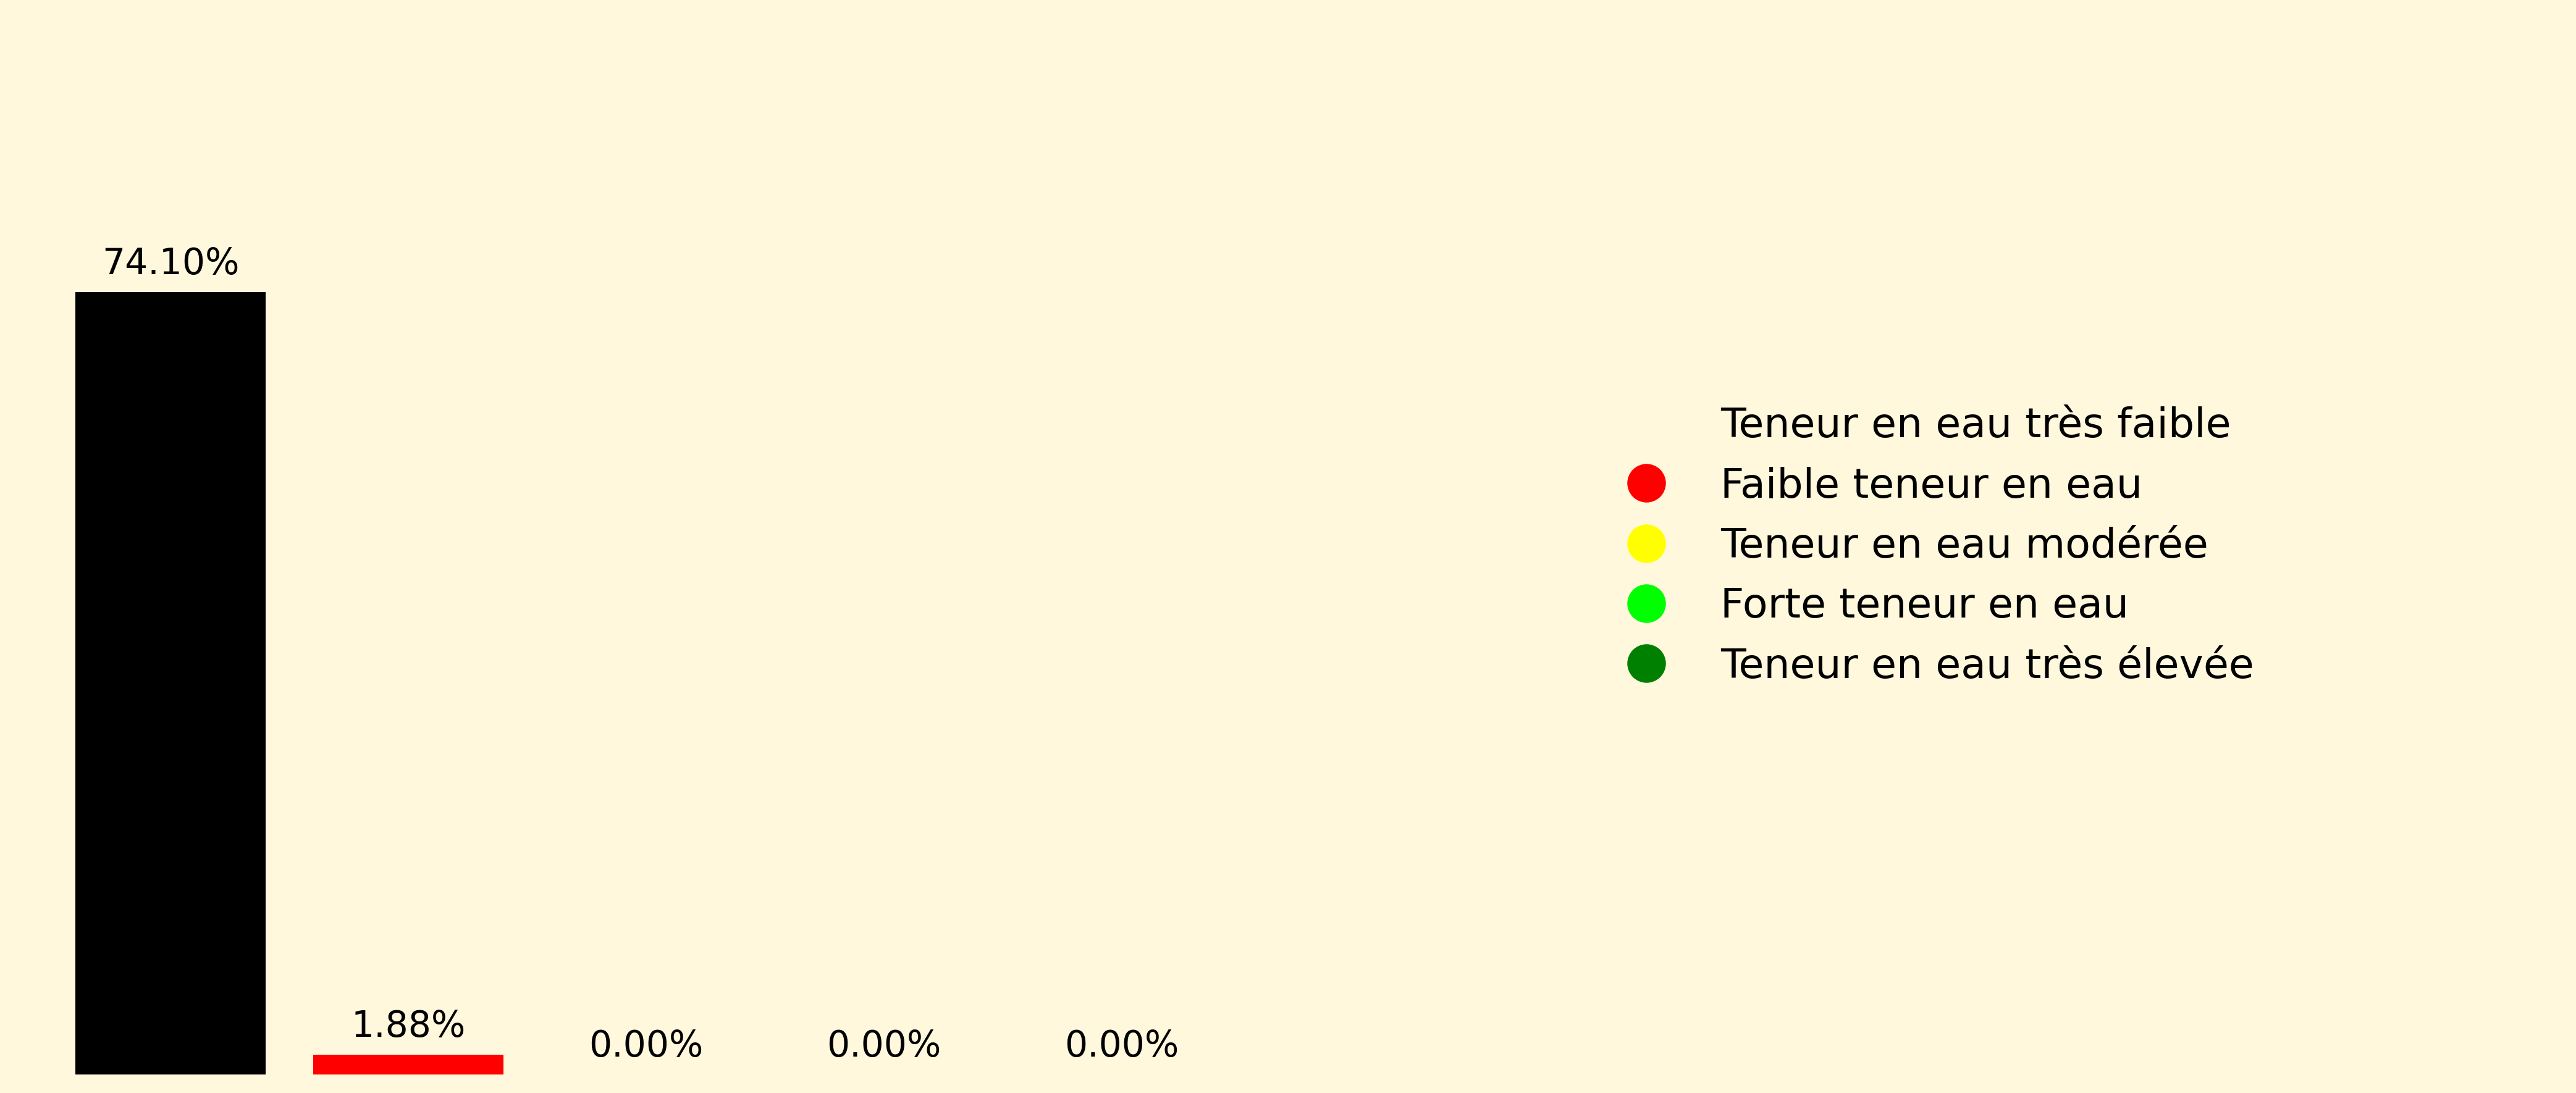 74.10%
1.88%
0.00%
0.00%
0.00%
Teneur en eau très faible
Faible teneur en eau
Teneur en eau modérée
Forte teneur en eau
Teneur en eau très élevée